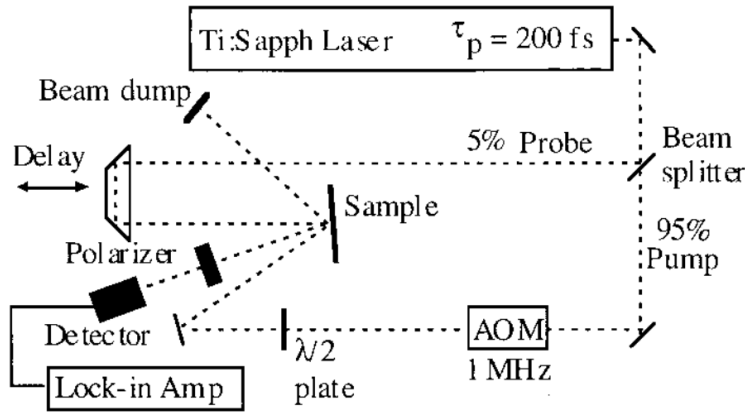 Ti:Sapph Laser τp = 200 fs
Beam dump
5% Probe
Beam
splitter
Delay
Sample
95%
Pump
Polarizer
Detector
λ/2
plate
AOM
1 MHz
Lock-in Amp